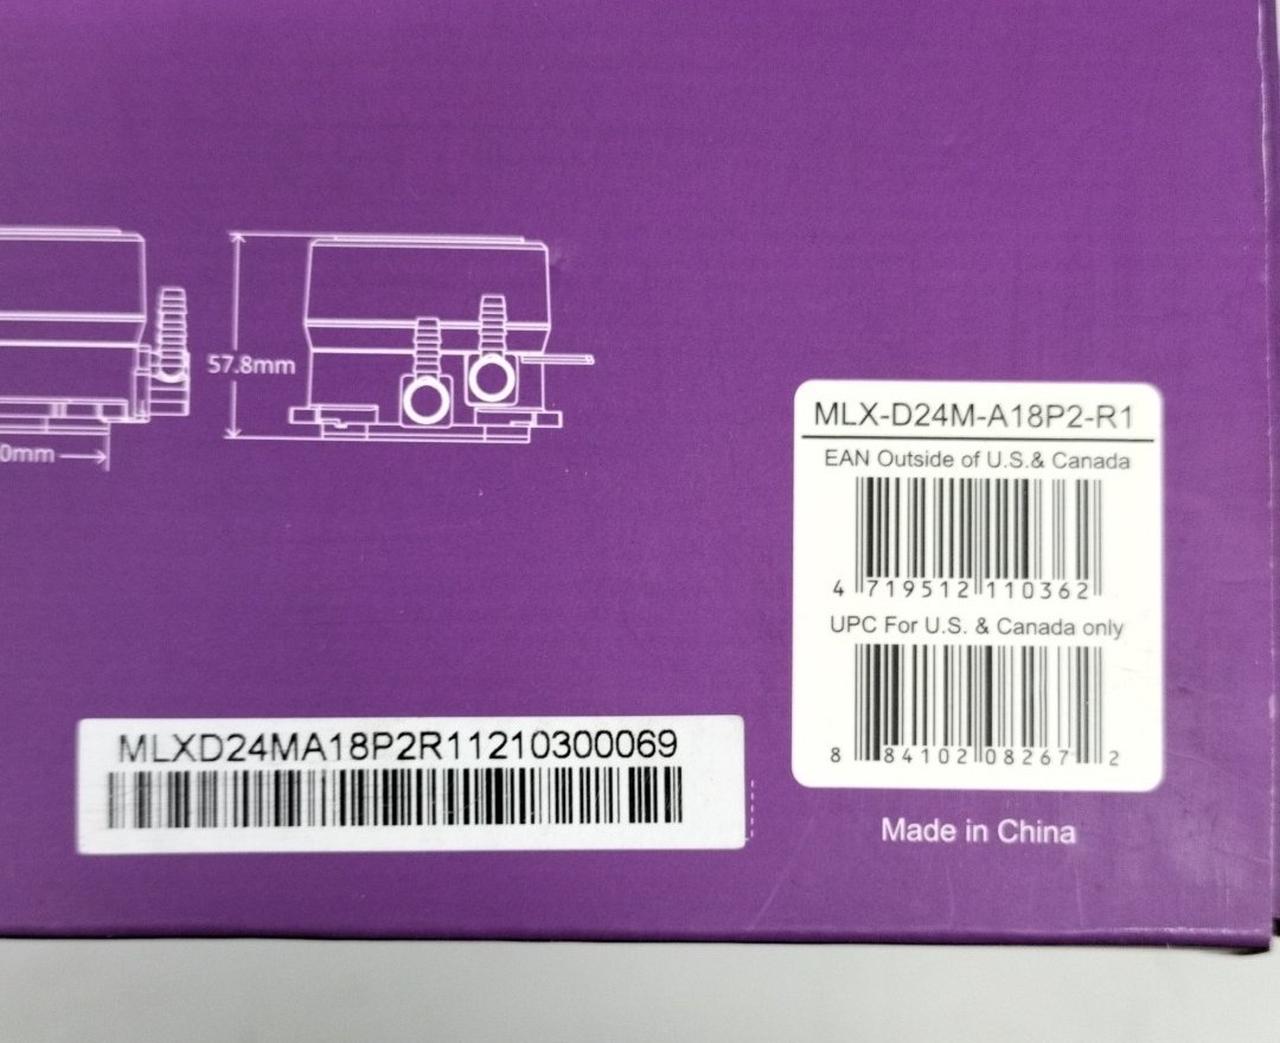 57.8mm
0mm
MLX-D24M-A18P2-R1
EAN Outside of U.S.& Canada
4 719512 110362
UPC For U.S. & Canada only
8 84102 08267 2
MLXD24MA18P2R11210300069
Made in China